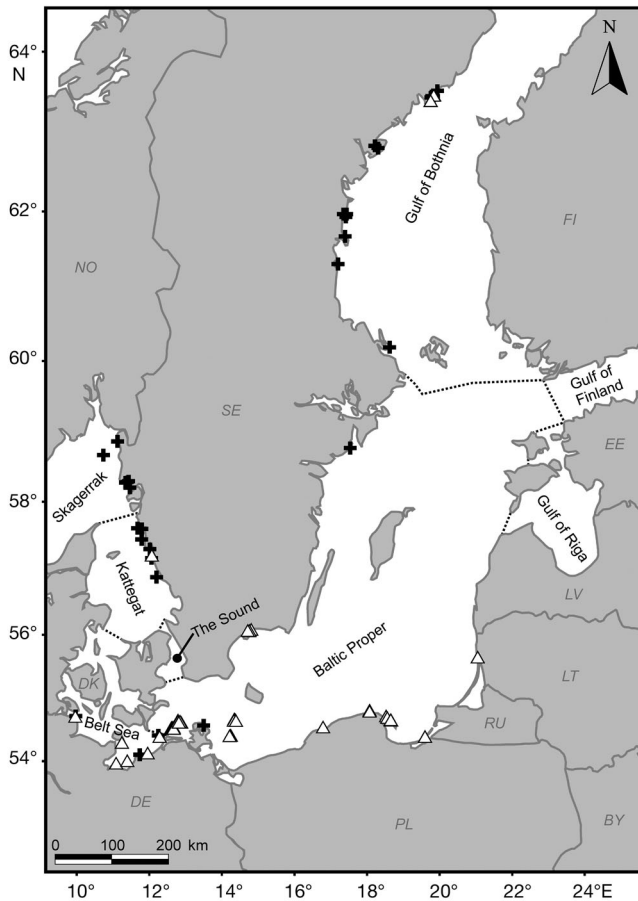 64°
N
N
Gulf of Bothnia
62°
FI
NO
60°
Gulf of
Finland
SE
EE
Skagerrak
58°
Gulf of Riga
Kattegat
LV
The Sound
56°
Baltic Proper
DK
LT
Belt Sea
RU
54°
DE
PL
BY
0 100 200 km
10° 12° 14° 16° 18° 20° 22° 24°E